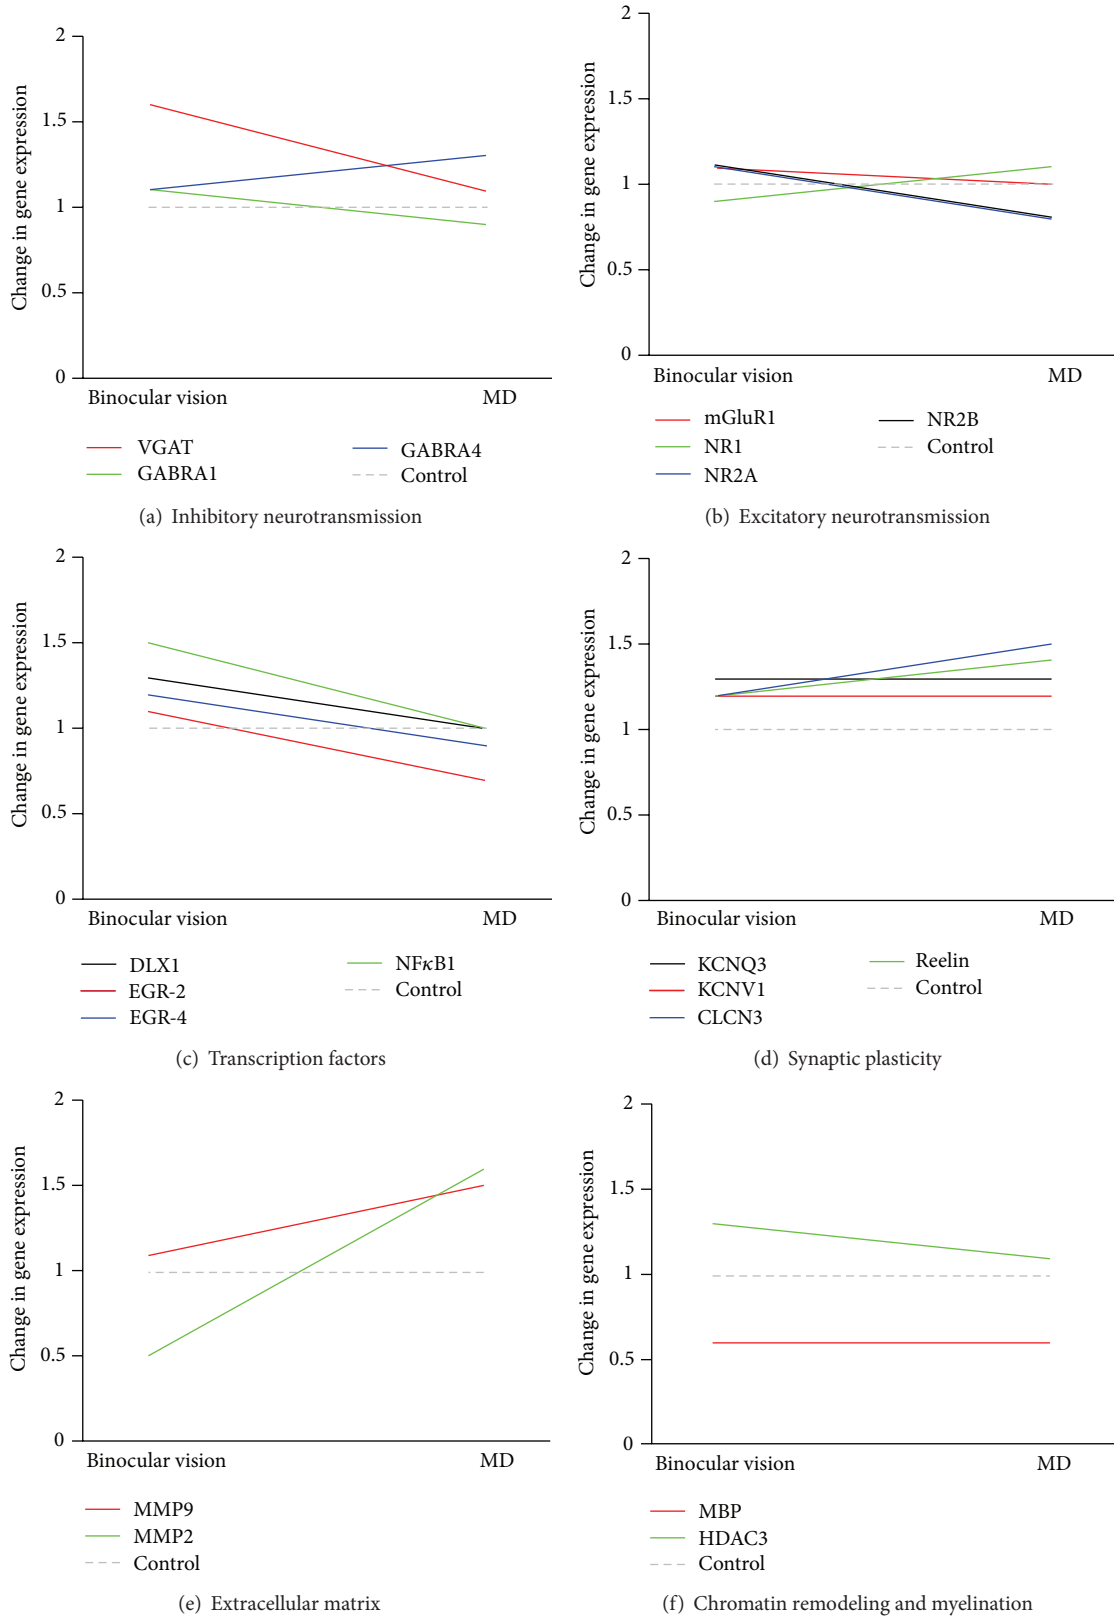 2
1.5
1
0.5
0
Change in gene expression
Binocular vision MD
VGAT GABRA4
GABRA1 Control
(a) Inhibitory neurotransmission
2
1.5
1
0.5
0
Change in gene expression
Binocular vision MD
mGluR1 NR2B
NR1 Control
NR2A
(b) Excitatory neurotransmission
2
1.5
1
0.5
0
Change in gene expression
Binocular vision MD
DLX1 NFκB1
EGR-2 Control
EGR-4
(c) Transcription factors
2
1.5
1
0.5
0
Change in gene expression
Binocular vision MD
KCNQ3 Reelin
KCNV1 Control
CLCN3
(d) Synaptic plasticity
2
1.5
1
0.5
0
Change in gene expression
Binocular vision MD
MMP9
MMP2
Control
(e) Extracellular matrix
2
1.5
1
0.5
0
Change in gene expression
Binocular vision MD
MBP
HDAC3
Control
(f) Chromatin remodeling and myelination